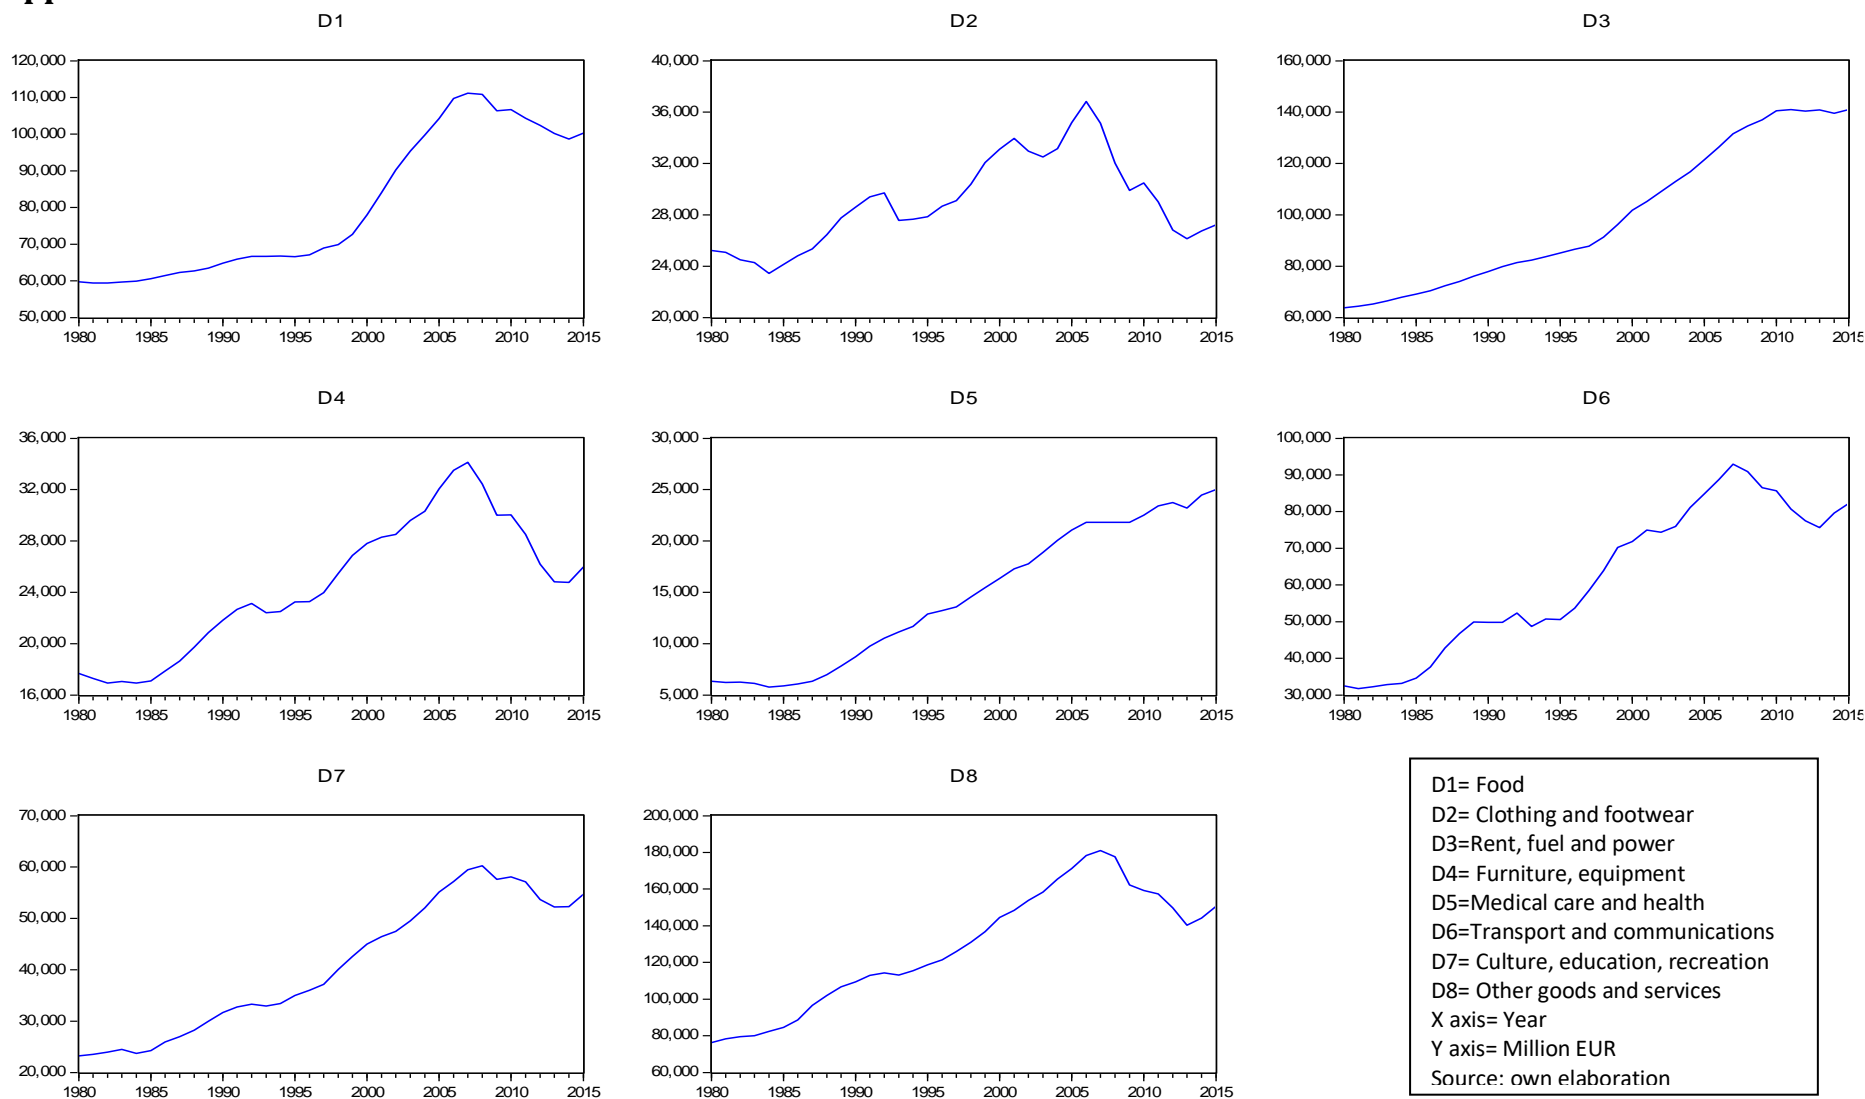 D1 D2 D3
120,000 40,000 160,000
110,000 36,000 140,000
100,000 32,000 120,000
90,000 28,000 100,000
80,000 24,000 80,000
70,000 20,000 60,000
60,000
50,000
1980 1985 1990 1995 2000 2005 2010 2015 1980 1985 1990 1995 2000 2005 2010 2015 1980 1985 1990 1995 2000 2005 2010 2015
D4 D5 D6
36,000 30,000 100,000
32,000 25,000 90,000
28,000 20,000 80,000
24,000 15,000 70,000
20,000 10,000 60,000
16,000 5,000 50,000
40,000
30,000
1980 1985 1990 1995 2000 2005 2010 2015 1980 1985 1990 1995 2000 2005 2010 2015 1980 1985 1990 1995 2000 2005 2010 2015
D7 D8
70,000 200,000
60,000 180,000
50,000 160,000
40,000 140,000
30,000 120,000
20,000 100,000
80,000
60,000
1980 1985 1990 1995 2000 2005 2010 2015 1980 1985 1990 1995 2000 2005 2010 2015
D1= Food
D2= Clothing and footwear
D3=Rent, fuel and power
D4= Furniture, equipment
D5=Medical care and health
D6=Transport and communications
D7= Culture, education, recreation
D8= Other goods and services
X axis= Year
Y axis= Million EUR
Source: own elaboration